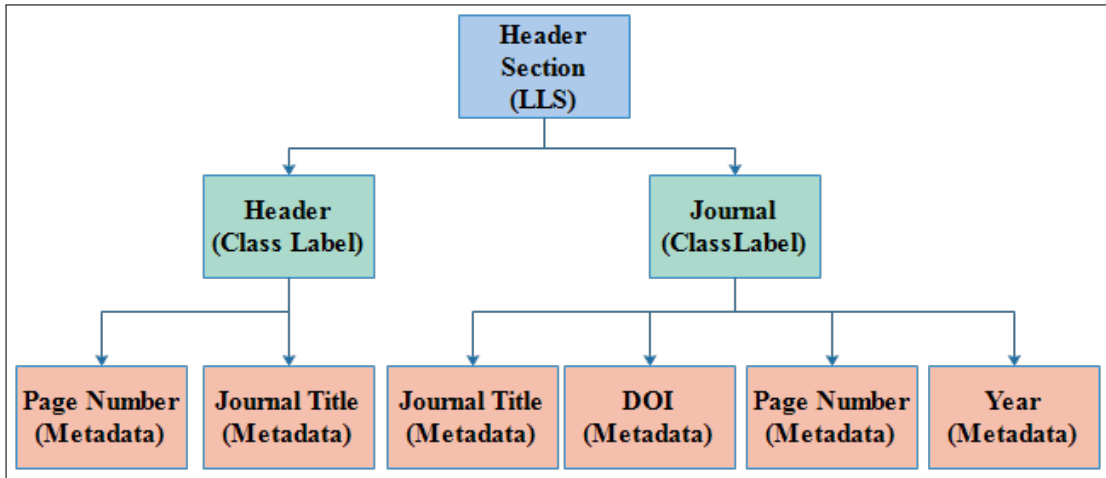 Header
Section
(LLS)
Header
(Class Label)
Journal
(ClassLabel)
Page Number
(Metadata)
Journal Title
(Metadata)
Journal Title
(Metadata)
DOI
(Metadata)
Page Number
(Metadata)
Year
(Metadata)